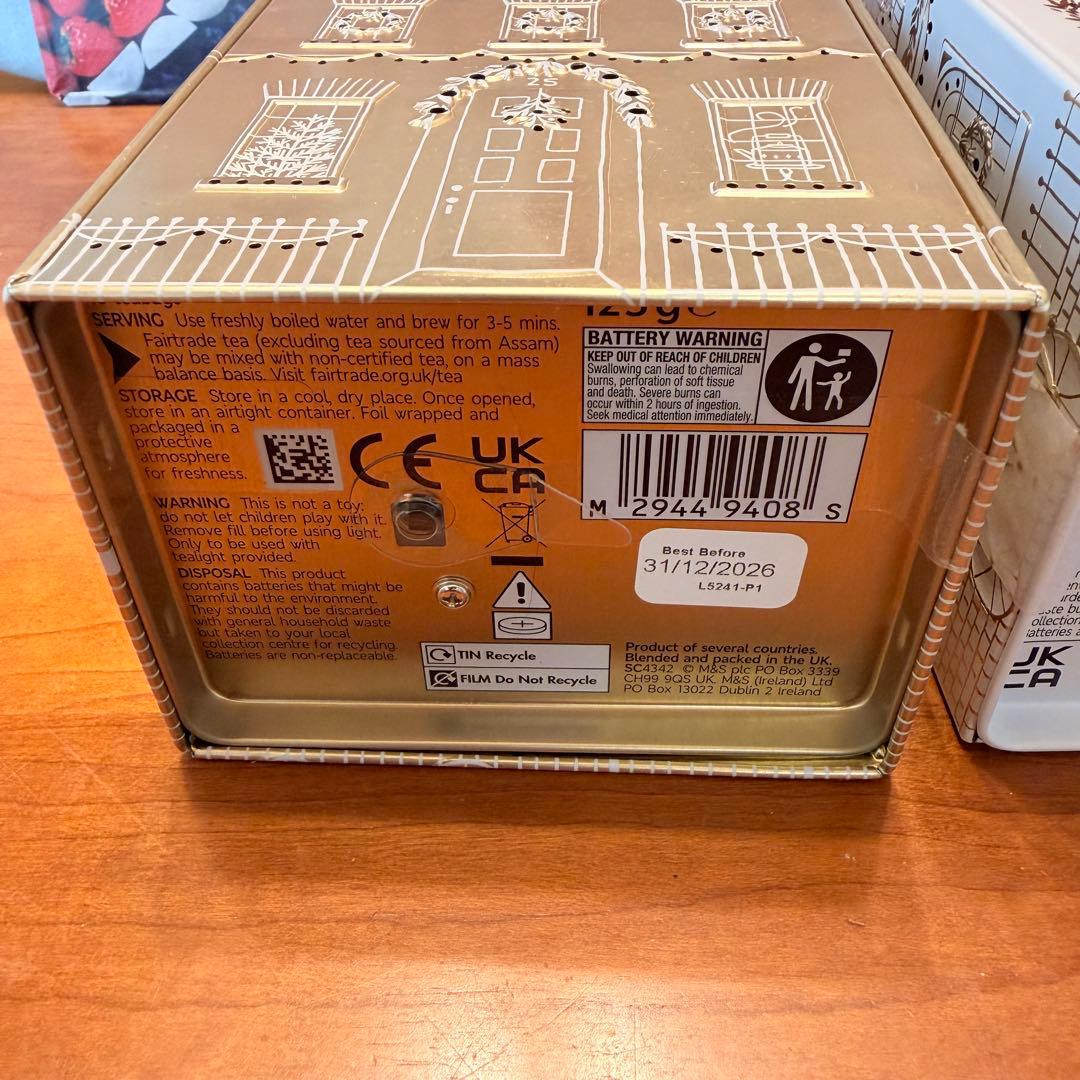 25
SERVING Use freshly boiled water and brew for 3-5 mins.
Fairtrade tea (excluding tea sourced from Assam)
may be mixed with non-certified tea, on a mass
balance basis. Visit fairtrade.org.uk/tea
STORAGE Store in a cool, dry place. Once opened,
store in an airtight container. Foil wrapped and
packaged in a
protective
atmosphere
for freshness.
CE
UK
CA
WARNING This is not a toy:
do not let children play with it.
Remove fill before using light.
Only to be used with
tealight provided.
DISPOSAL This product
contains batteries that might be
harmful to the environment.
They should not be discarded
with general household waste
but taken to your local
collection centre for recycling.
Batteries are non-replaceable.
TIN Recycle
FILM Do Not Recycle
125g e
BATTERY WARNING
KEEP OUT OF REACH OF CHILDREN
Swallowing can lead to chemical
burns, perforation of soft tissue
and death. Severe burns can
occur within 2 hours of ingestion.
Seek medical attention immediately.
M 2944 9408 S
Best Before
31/12/2026
L5241-P1
Product of several countries.
Blended and packed in the UK.
SC4342 © M&S plc PO Box 3339
CH99 9QS UK. M&S (Ireland) Ltd
PO Box 13022 Dublin 2 Ireland
UK
CA